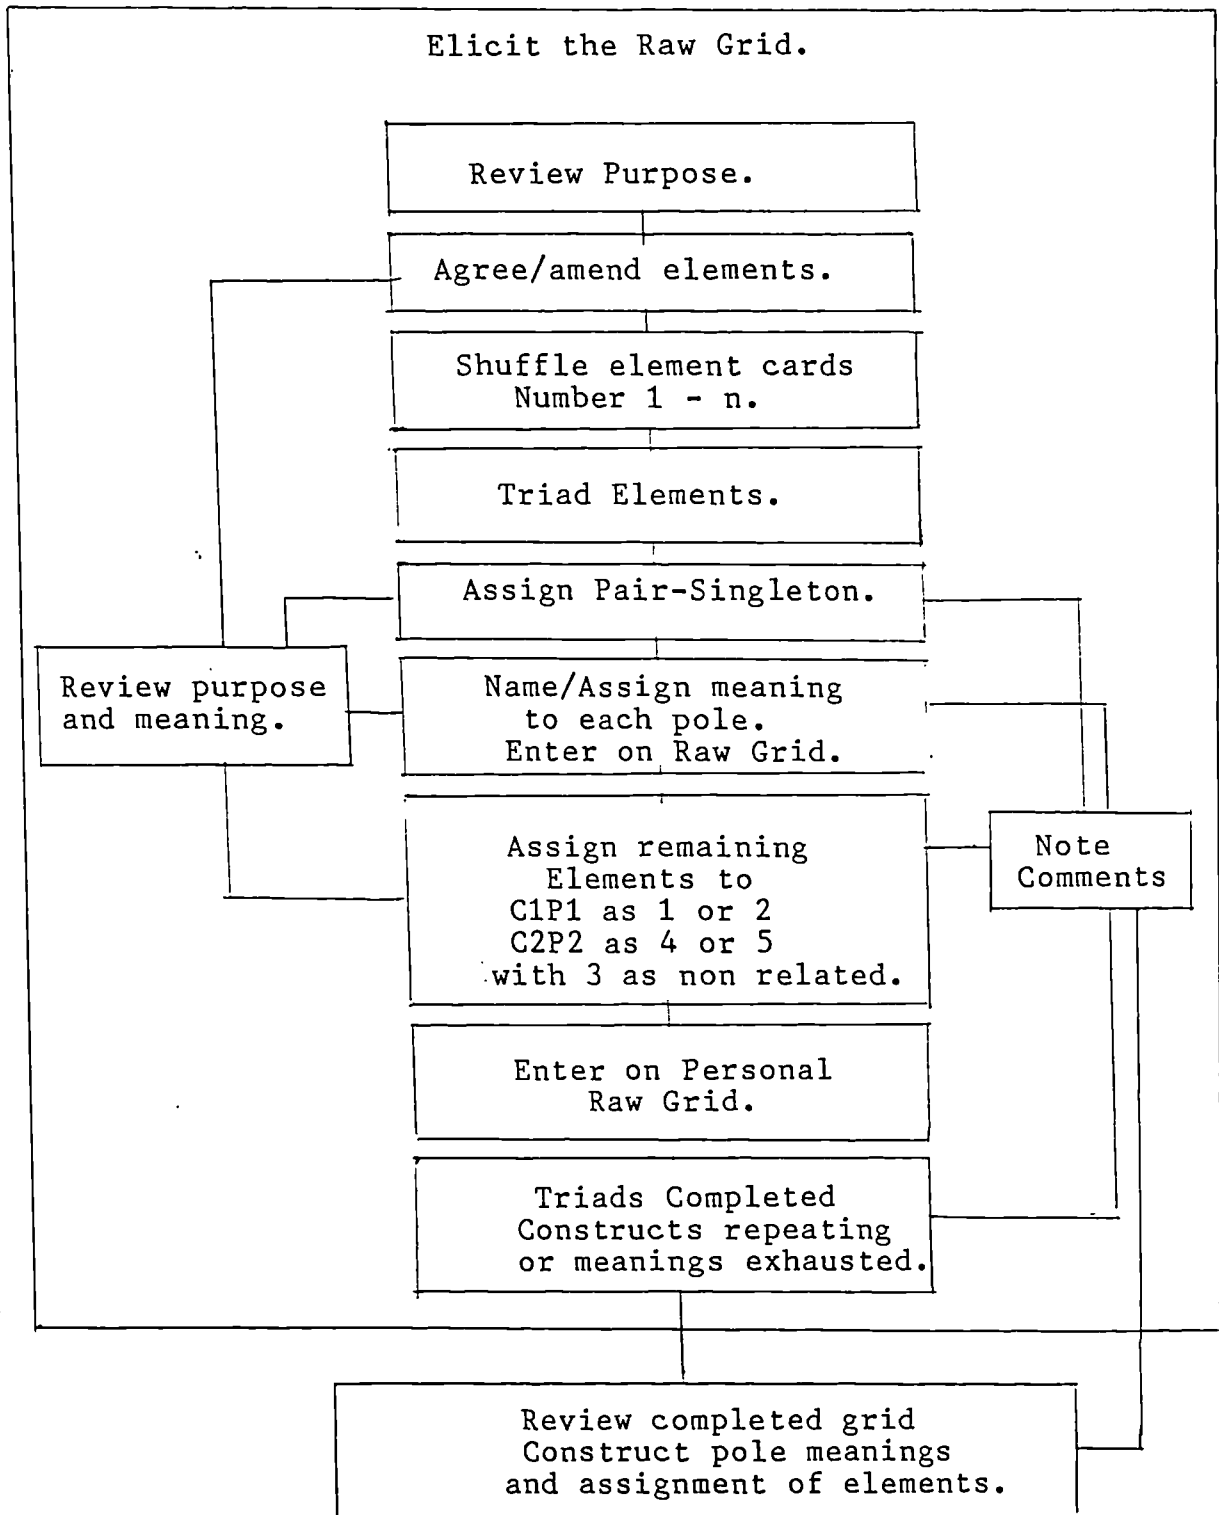 Elicit the Raw Grid.
Review Purpose.
Agree/amend elements.
Shuffle element cards
Number 1 - n.
Triad Elements.
Assign Pair-Singleton.
Review purpose
and meaning.
Name/Assign meaning
to each pole.
Enter on Raw Grid.
Assign remaining
Elements to
C1P1 as 1 or 2
C2P2 as 4 or 5
with 3 as non related.
Note
Comments
Enter on Personal
Raw Grid.
Triads Completed
Constructs repeating
or meanings exhausted.
Review completed grid
Construct pole meanings
and assignment of elements.